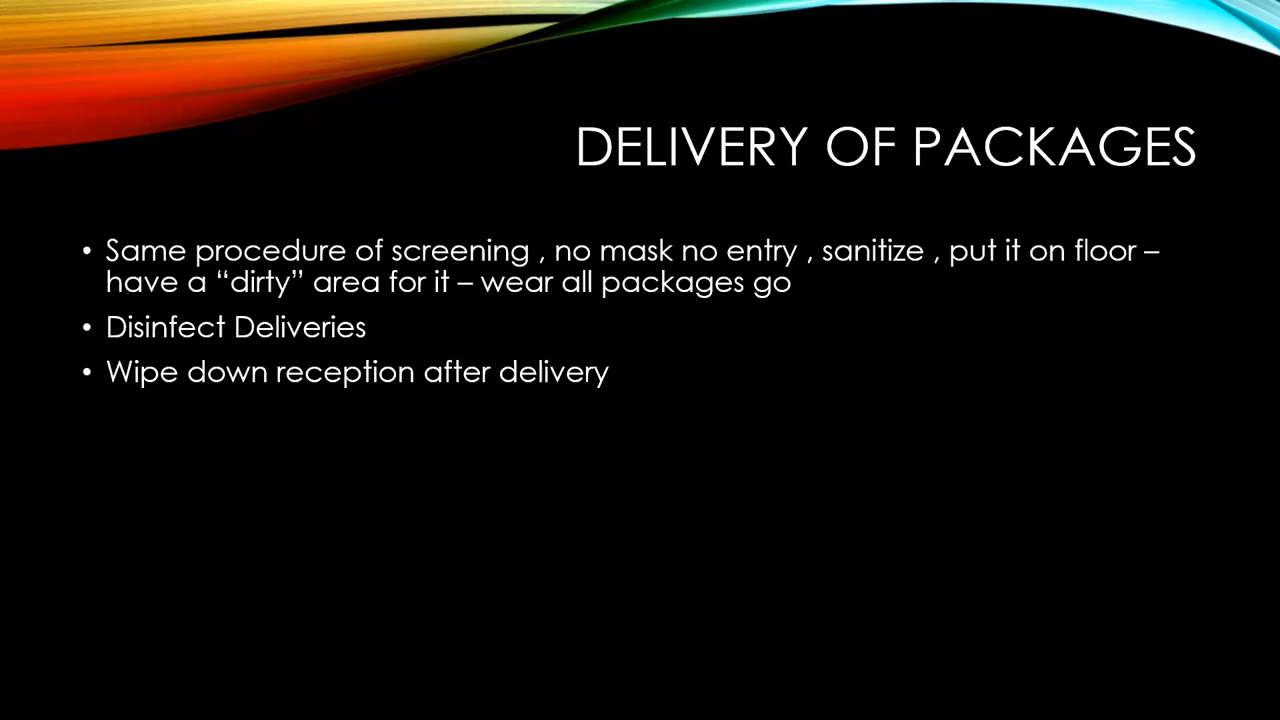 DELIVERY OF PACKAGES
• Same procedure of screening , no mask no entry , sanitize , put it on floor –
have a “dirty” area for it – wear all packages go
• Disinfect Deliveries
• Wipe down reception after delivery